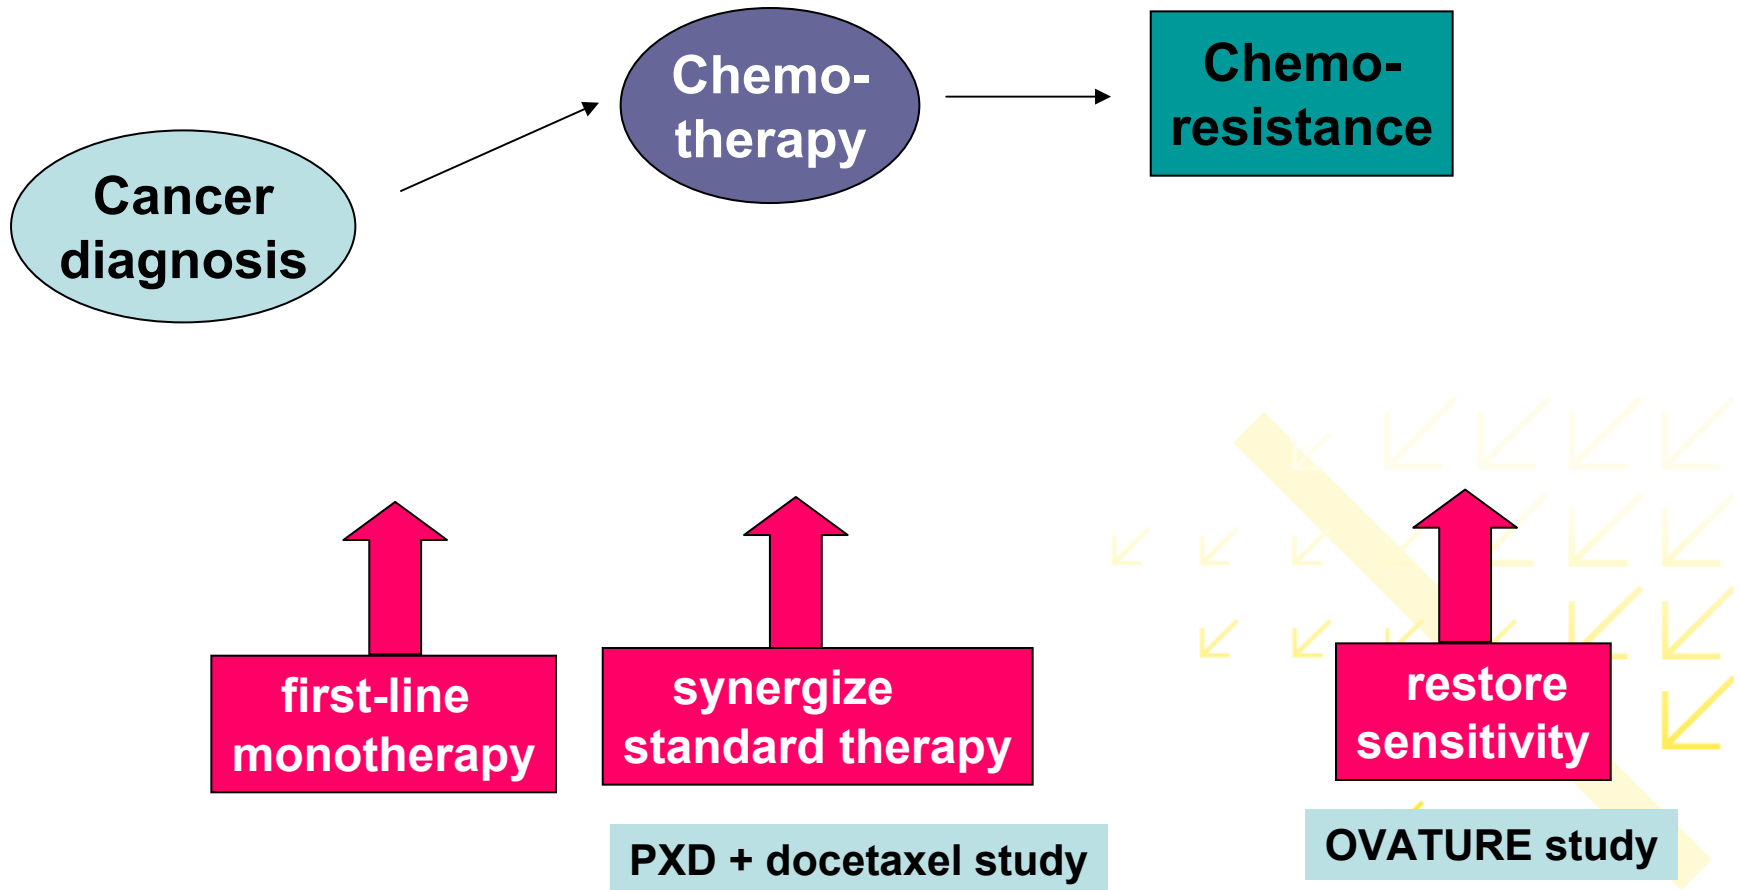 Cancer
diagnosis
Chemo-
therapy
Chemo-
resistance
first-line
monotherapy
synergize
standard therapy
restore
sensitivity
PXD + docetaxel study
OVATURE study